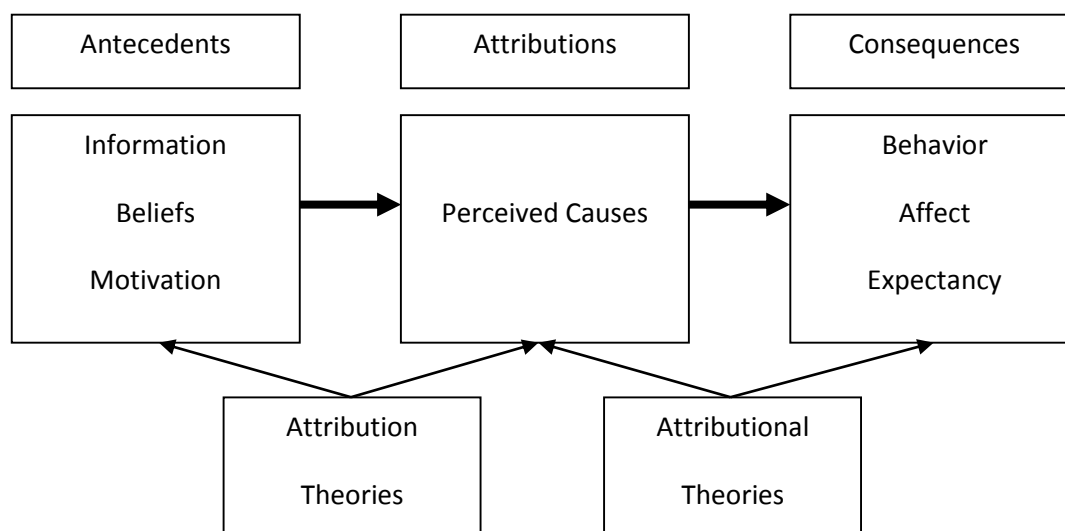 Antecedents
Attributions
Consequences
Information
Beliefs
Motivation
Perceived Causes
Behavior
Affect
Expectancy
Attribution
Theories
Attributional
Theories